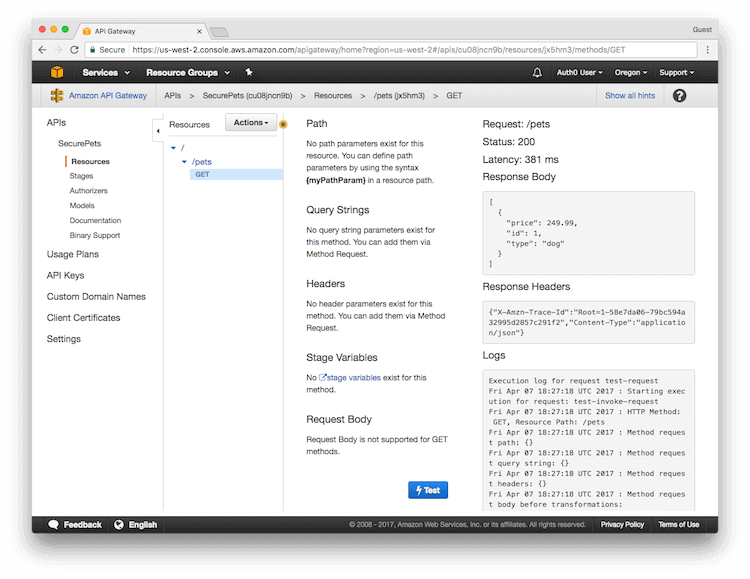 API Gateway
Guest
Secure
https://us-west-2.console.aws.amazon.com/apigateway/home?region=us-west-2#/apis/cu08jncn9b/resources/jx5hm3/methods/GET
Services
Resource Groups
Auth0 User
Oregon
Support
Amazon API Gateway
APIs > SecurePets (cu08jncn9b) > Resources > /pets (jx5hm3) > GET
Show all hints
?
APIs
SecurePets
Resources
Stages
Authorizers
Models
Documentation
Binary Support
Usage Plans
API Keys
Custom Domain Names
Client Certificates
Settings
Resources
Actions
/
/pets
GET
Path
No path parameters exist for this
resource. You can define path
parameters by using the syntax
{myPathParam} in a resource path.
Query Strings
No query string parameters exist for
this method. You can add them via
Method Request.
Headers
No header parameters exist for this
method. You can add them via Method
Request.
Stage Variables
No stage variables exist for this
method.
Request Body
Request Body is not supported for GET
methods.
Test
Request: /pets
Status: 200
Latency: 381 ms
Response Body
[
{
"price": 249.99,
"id": 1,
"type": "dog"
}
]
Response Headers
{"X-Amzn-Trace-Id":"Root=1-58e7da06-79bc594a
32995d2857c291f2","Content-Type":"applicatio
n/json"}
Logs
Execution log for request test-request
Fri Apr 07 18:27:18 UTC 2017 : Starting exec
ution for request: test-invoke-request
Fri Apr 07 18:27:18 UTC 2017 : HTTP Method:
GET, Resource Path: /pets
Fri Apr 07 18:27:18 UTC 2017 : Method reques
t path: {}
Fri Apr 07 18:27:18 UTC 2017 : Method reques
t query string: {}
Fri Apr 07 18:27:18 UTC 2017 : Method reques
t headers: {}
Fri Apr 07 18:27:18 UTC 2017 : Method reques
t body before transformations:
Feedback
English
© 2008 - 2017, Amazon Web Services, Inc. or its affiliates. All rights reserved.
Privacy Policy
Terms of Use